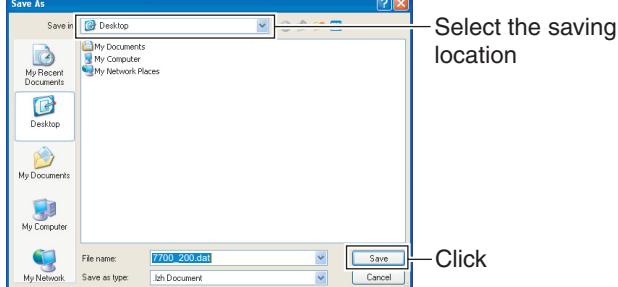 Save As
Save in
Desktop
Select the saving
location
My Documents
My Computer
My Network Places
My Recent
Documents
Desktop
My Documents
My Computer
My Network
File name:
7700_200.dat
Save
Click
Save as type:
.lzh Document
Cancel